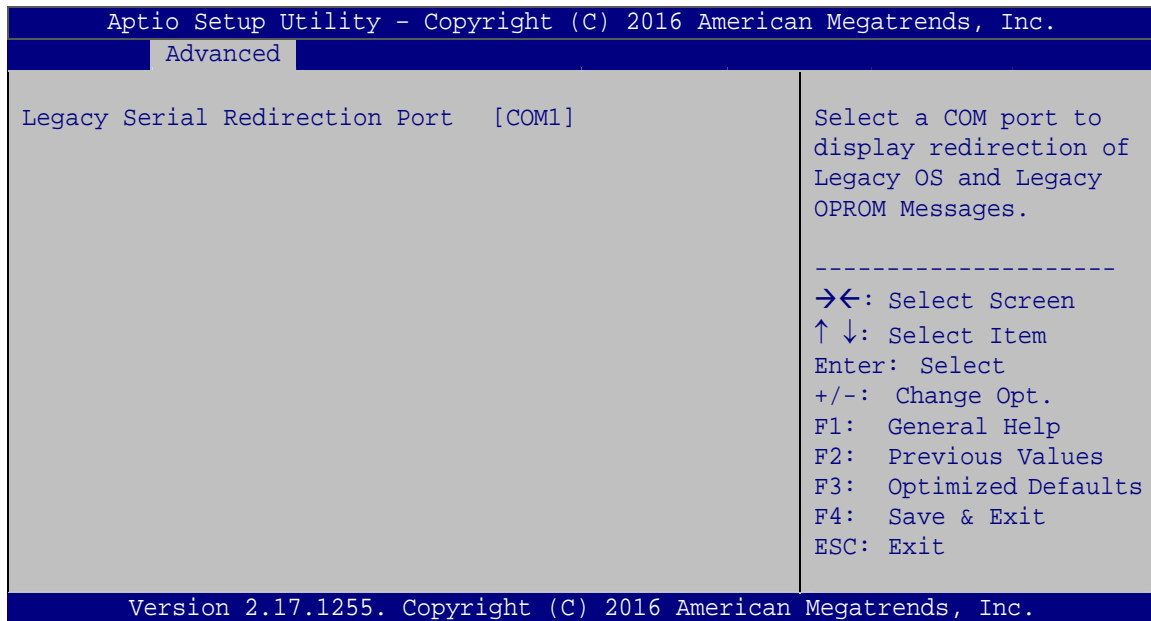 Aptio Setup Utility – Copyright (C) 2016 American Megatrends, Inc.
Advanced
Legacy Serial Redirection Port [COM1]
Select a COM port to
display redirection of
Legacy OS and Legacy
OPROM Messages.
---------------------
→←: Select Screen
↑ ↓: Select Item
Enter: Select
+/-: Change Opt.
F1: General Help
F2: Previous Values
F3: Optimized Defaults
F4: Save & Exit
ESC: Exit
Version 2.17.1255. Copyright (C) 2016 American Megatrends, Inc.